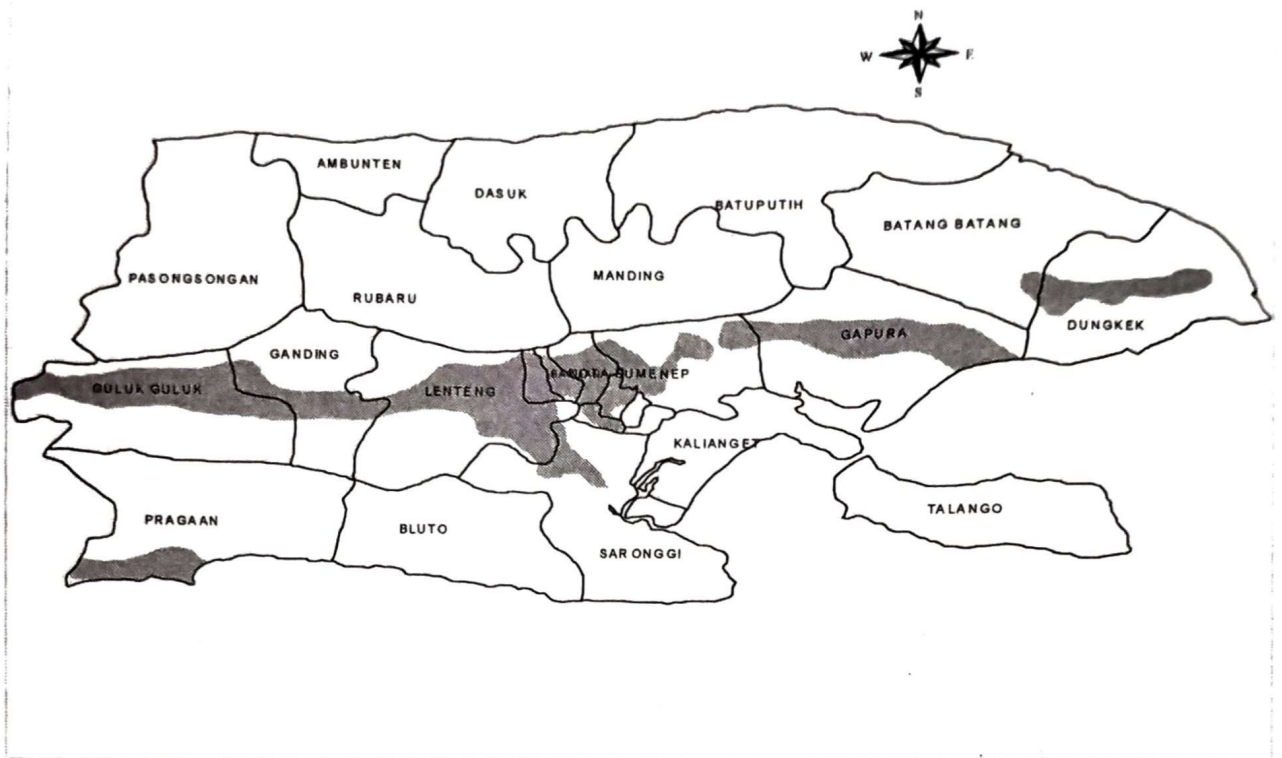 N
W E
S
AMBUNTEN
DASUK
BATUPUTIH
BATANG BATANG
PASONGSONGAN
MANDING
RUBARU
DUNGKEK
GAPURA
GANDING
SUMENEP
GULUK GULUK
LENTENG
KALIANGET
TALANGO
PRAGAAN
BLUTO
SARONGGI